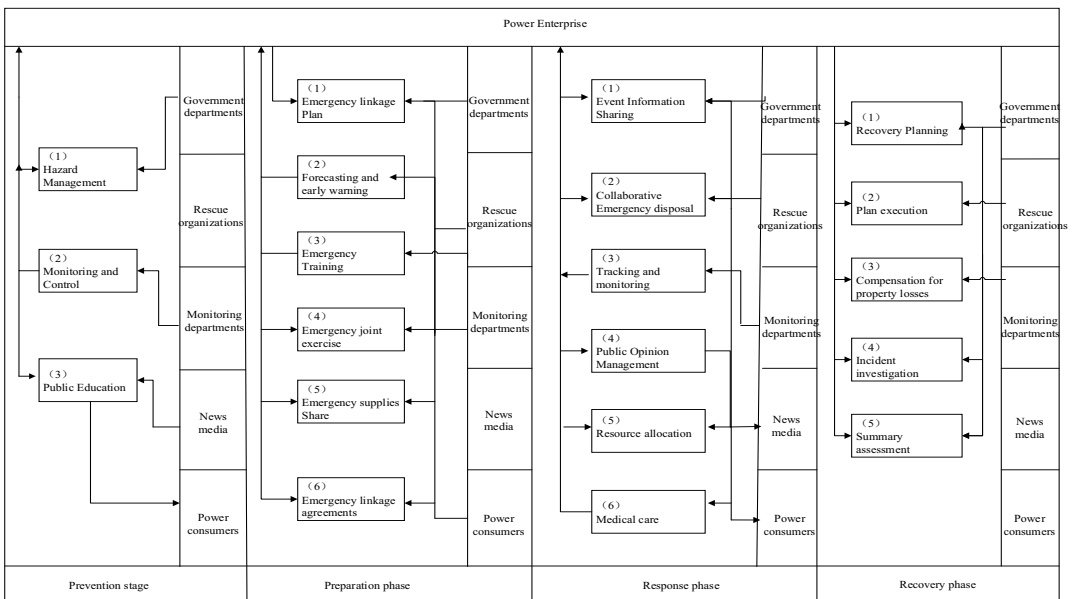 Power Enterprise
（1）
Hazard
Management
（2）
Monitoring and
Control
（3）
Public Education
Government
departments
Rescue
organizations
Monitoring
departments
News
media
Power
consumers
（1）
Emergency linkage
Plan
（2）
Forecasting and
early warning
（3）
Emergency
Training
（4）
Emergency joint
exercise
（5）
Emergency supplies
Share
（6）
Emergency linkage
agreements
Government
departments
Rescue
organizations
Monitoring
departments
News
media
Power
consumers
（1）
Event Information
Sharing
（2）
Collaborative
Emergency disposal
（3）
Tracking and
monitoring
（4）
Public Opinion
Management
（5）
Resource allocation
（6）
Medical care
Government
departments
Rescue
organizations
Monitoring
departments
News
media
Power
consumers
（1）
Recovery Planning
（2）
Plan execution
（3）
Compensation for
property losses
（4）
Incident
investigation
（5）
Summary
assessment
Government
departments
Rescue
organizations
Monitoring
departments
News
media
Power
consumers
Prevention stage
Preparation phase
Response phase
Recovery phase